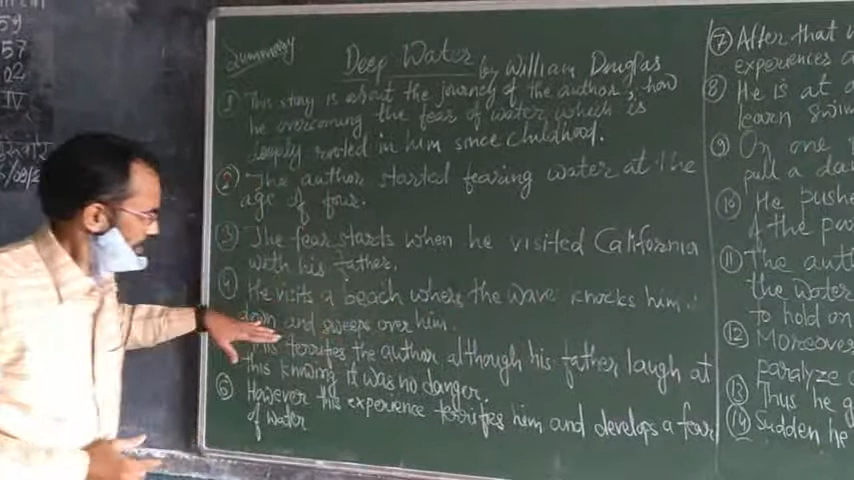 59
57
02
IV
Summary
Deep Water by William Douglas
① This story is about the journey of the author, how
he overcoming the fear of water, which is
deeply rooted in him since childhood.
② The author started fearing water at the
age of four.
③ The fear starts when he visited California
with his father.
④ He visits a beach where the wave knocks him
down and sweeps over him.
This terrifies the author although his father laugh at
this knowing it was no danger.
⑥ However this experience terrifies him and develops a fear
of water
⑦ After that
experiences a
⑧ He is at
learn swim
⑨ On one
pull a
⑩ He pushe
of the
⑪ The auth
the water
to hold on
⑫ Moreover
paralyze
⑬ Thus he g
⑭ Sudden he